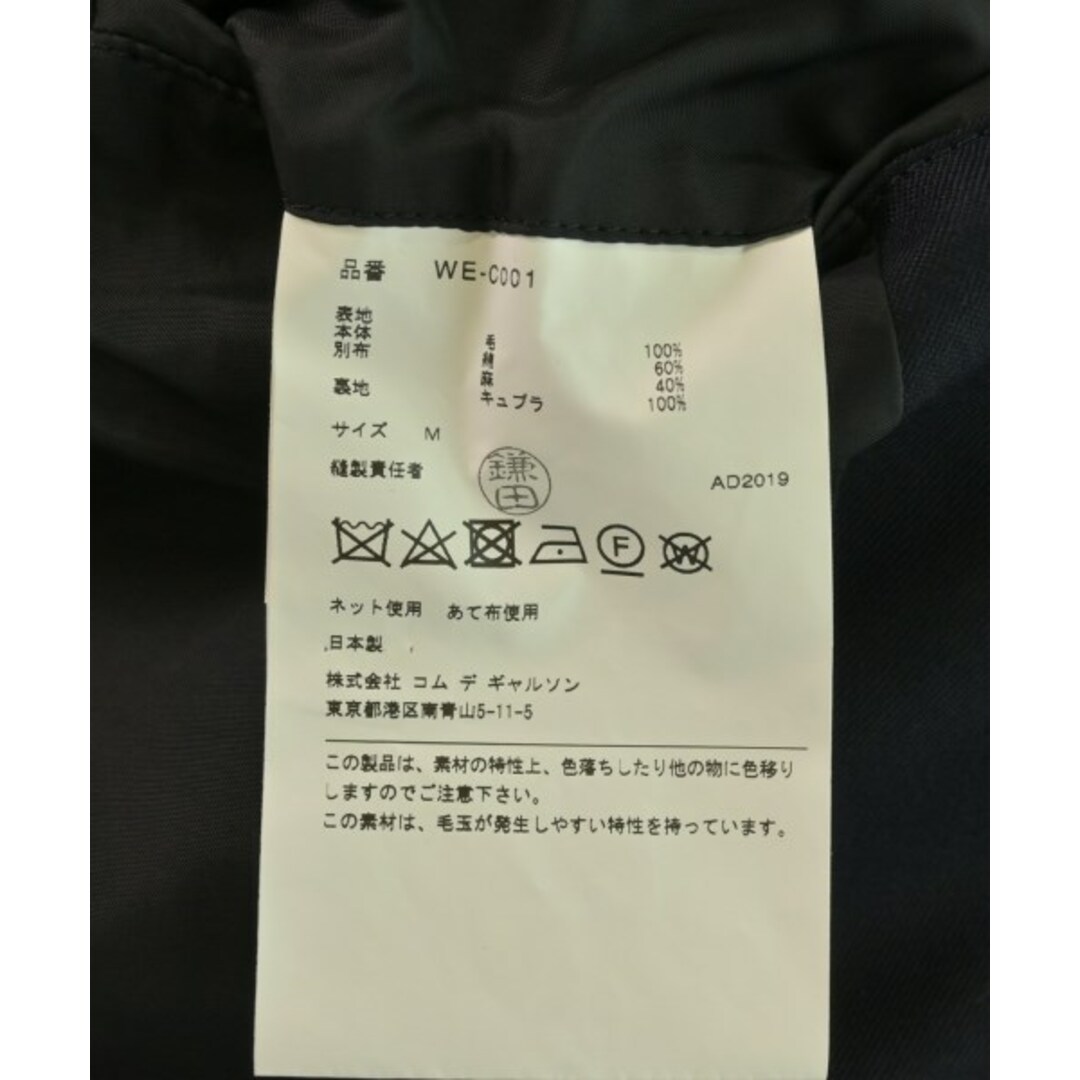 品番 WE-C001
表地
本体 毛 100%
別布 綿 60%
麻 40%
裏地 キュプラ 100%
サイズ M
縫製責任者 鎌田 AD2019
F W
ネット使用 あて布使用
日本製
株式会社 コム デ ギャルソン
東京都港区南青山5-11-5
この製品は、素材の特性上、色落ちしたり他の物に色移り
しますのでご注意下さい。
この素材は、毛玉が発生しやすい特性を持っています。